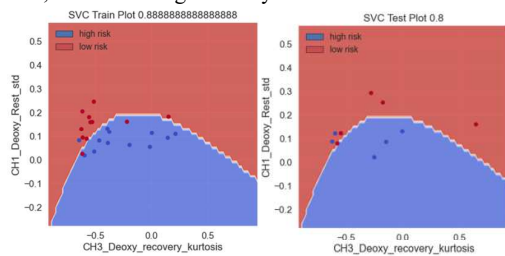 SVC Train Plot 0.8888888888888888
high risk
low risk
0.5
0.4
0.3
0.2
0.1
0.0
−0.1
−0.2
CH1_Deoxy_Rest_std
−0.5
0.0
0.5
CH3_Deoxy_recovery_kurtosis
SVC Test Plot 0.8
high risk
low risk
0.5
0.4
0.3
0.2
0.1
0.0
−0.1
−0.2
CH1_Deoxy_Rest_std
−0.5
0.0
0.5
CH3_Deoxy_recovery_kurtosis